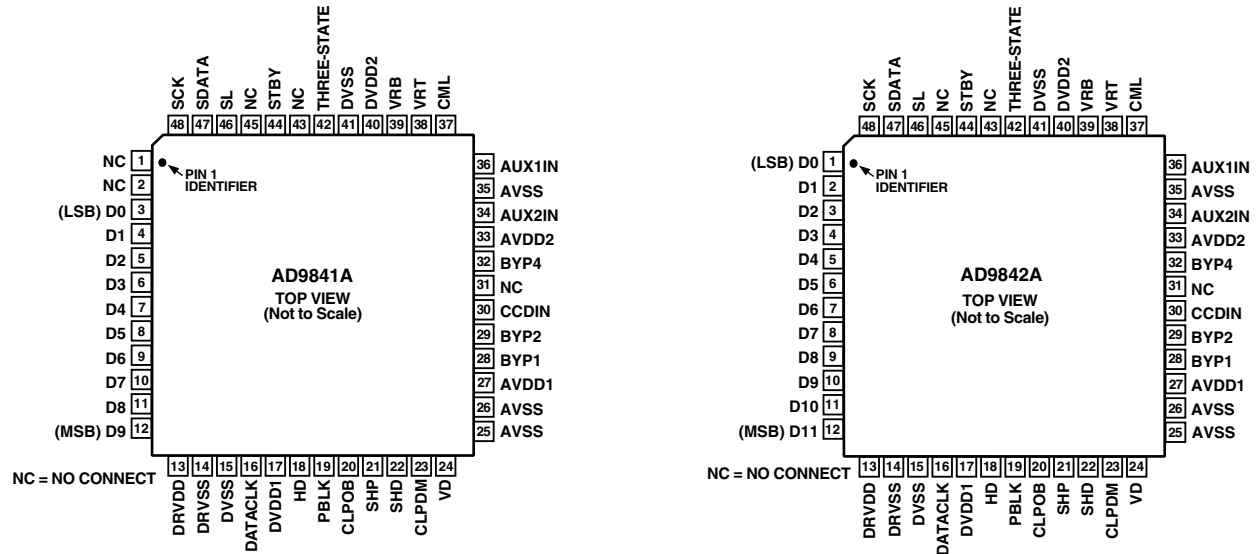 SCK
SDATA
SL
NC
STBY
NC
THREE-STATE
DVSS
DVDD2
VRB
VRT
CML
48 47 46 45 44 43 42 41 40 39 38 37
NC 1
NC 2
(LSB) D0 3
D1 4
D2 5
D3 6
D4 7
D5 8
D6 9
D7 10
D8 11
(MSB) D9 12
PIN 1
IDENTIFIER
AD9841A
TOP VIEW
(Not to Scale)
36 AUX1IN
35 AVSS
34 AUX2IN
33 AVDD2
32 BYP4
31 NC
30 CCDIN
29 BYP2
28 BYP1
27 AVDD1
26 AVSS
25 AVSS
NC = NO CONNECT
13 14 15 16 17 18 19 20 21 22 23 24
DRVDD
DRVSS
DVSS
DATACLK
DVDD1
HD
PBLK
CLPOB
SHP
SHD
CLPDM
VD
SCK
SDATA
SL
NC
STBY
NC
THREE-STATE
DVSS
DVDD2
VRB
VRT
CML
48 47 46 45 44 43 42 41 40 39 38 37
(LSB) D0 1
D1 2
D2 3
D3 4
D4 5
D5 6
D6 7
D7 8
D8 9
D9 10
D10 11
(MSB) D11 12
PIN 1
IDENTIFIER
AD9842A
TOP VIEW
(Not to Scale)
36 AUX1IN
35 AVSS
34 AUX2IN
33 AVDD2
32 BYP4
31 NC
30 CCDIN
29 BYP2
28 BYP1
27 AVDD1
26 AVSS
25 AVSS
NC = NO CONNECT
13 14 15 16 17 18 19 20 21 22 23 24
DRVDD
DRVSS
DVSS
DATACLK
DVDD1
HD
PBLK
CLPOB
SHP
SHD
CLPDM
VD